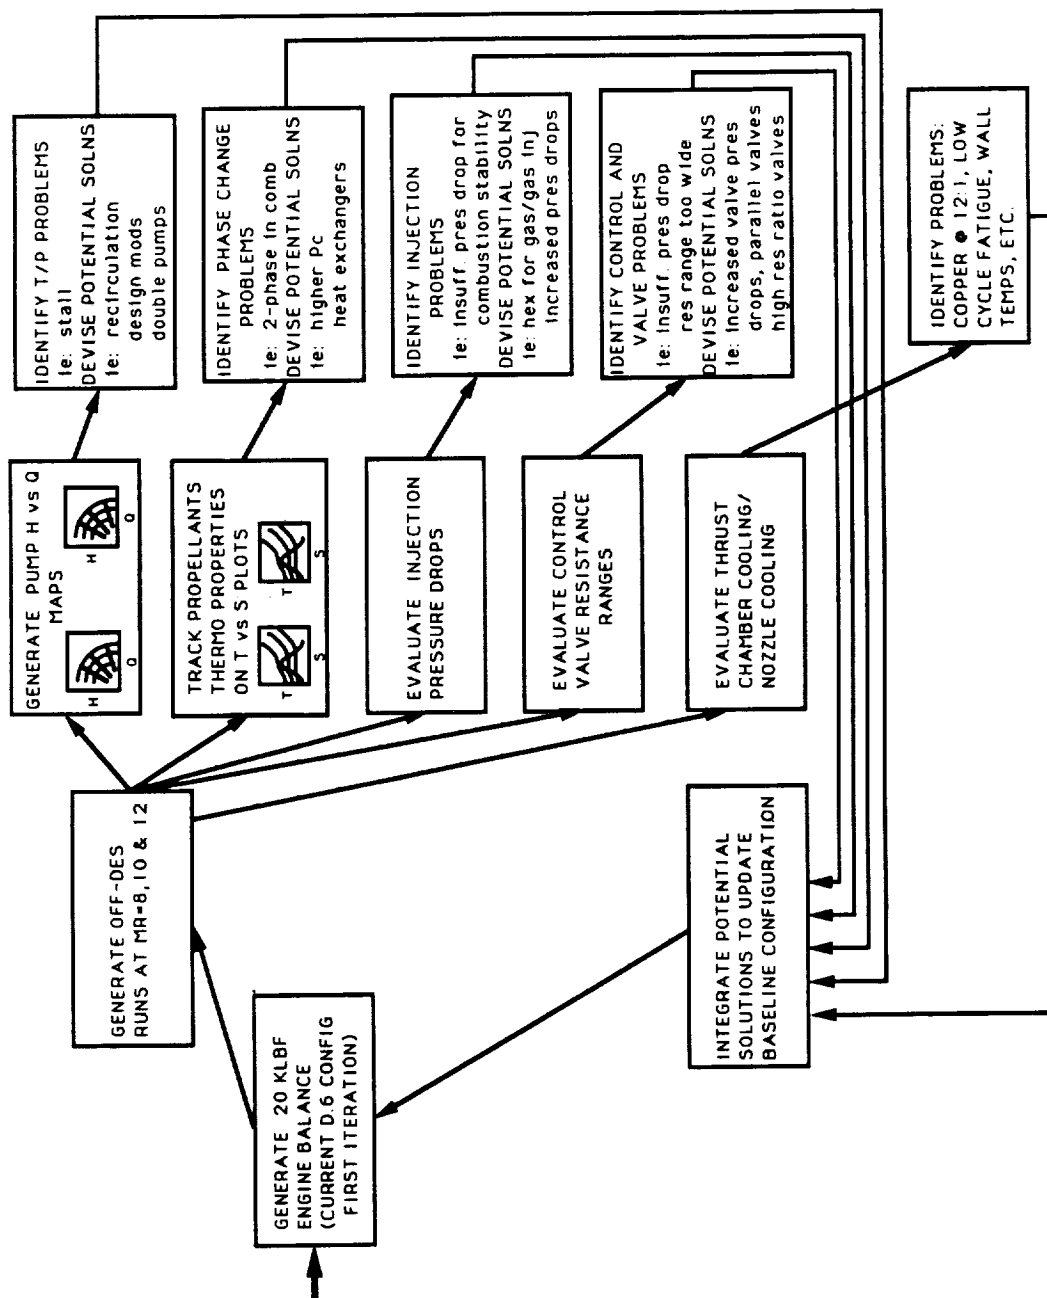 GENERATE 20 KLBF
ENGINE BALANCE
(CURRENT D.6 CONFIG
FIRST ITERATION)
GENERATE OFF-DES
RUNS AT MR=8,10 & 12
GENERATE PUMP H vs Q
MAPS
H
Q
H
Q
TRACK PROPELLANTS
THERMO PROPERTIES
ON T vs S PLOTS
T
S
T
S
EVALUATE INJECTION
PRESSURE DROPS
EVALUATE CONTROL
VALVE RESISTANCE
RANGES
EVALUATE THRUST
CHAMBER COOLING/
NOZZLE COOLING
IDENTIFY T/P PROBLEMS
ie: stall
DEVISE POTENTIAL SOLNS
ie: recirculation
design mods
double pumps
IDENTIFY PHASE CHANGE
PROBLEMS
ie: 2-phase in comb
DEVISE POTENTIAL SOLNS
ie: higher Pc
heat exchangers
IDENTIFY INJECTION
PROBLEMS
ie: insuff. pres drop for
combustion stability
DEVISE POTENTIAL SOLNS
ie: hex for gas/gas inj
increased pres drops
IDENTIFY CONTROL AND
VALVE PROBLEMS
ie: insuff. pres drop
res range too wide
DEVISE POTENTIAL SOLNS
ie: increased valve pres
drops, parallel valves
high res ratio valves
IDENTIFY PROBLEMS:
COPPER @ 12:1, LOW
CYCLE FATIGUE, WALL
TEMPS, ETC.
INTEGRATE POTENTIAL
SOLUTIONS TO UPDATE
BASELINE CONFIGURATION